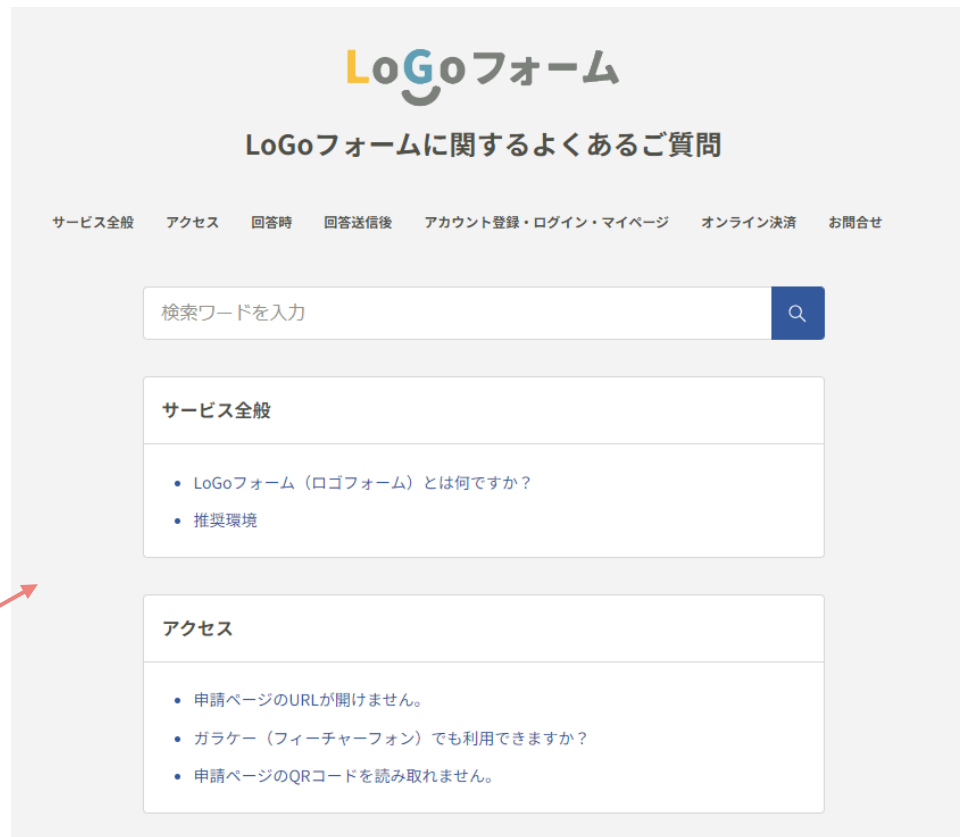 LoGoフォーム
LoGoフォームに関するよくあるご質問
サービス全般 アクセス 回答時 回答送信後 アカウント登録・ログイン・マイページ オンライン決済 お問合せ
検索ワードを入力
サービス全般
• LoGoフォーム（ロゴフォーム）とは何ですか？
• 推奨環境
アクセス
• 申請ページのURLが開けません。
• ガラケー（フィーチャーフォン）でも利用できますか？
• 申請ページのQRコードを読み取れません。